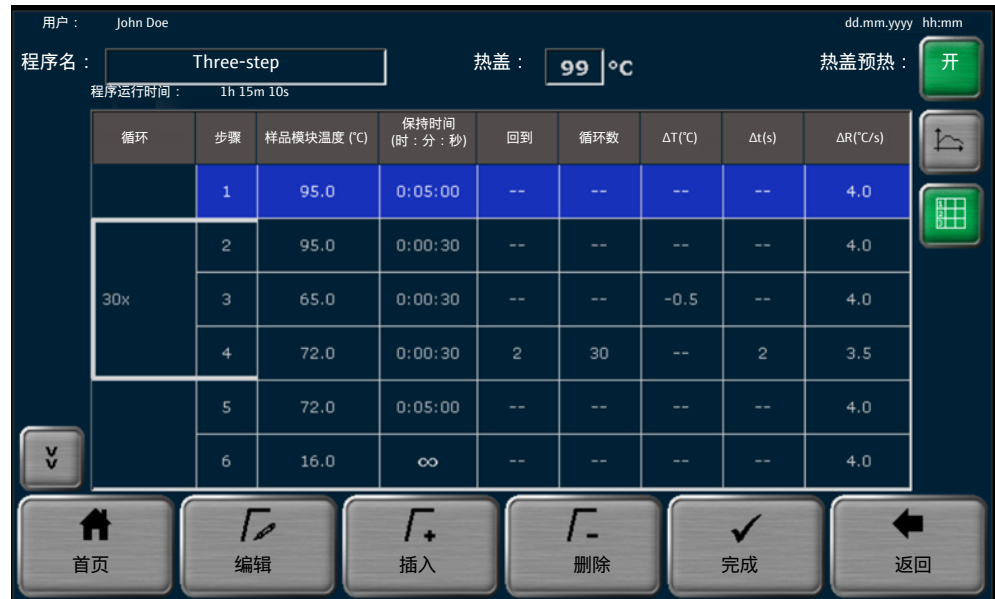 用户： John Doe dd.mm.yyyy hh:mm
程序名： Three-step 热盖： 99 °C 热盖预热： 开
程序运行时间： 1h 15m 10s
循环 步骤 样品模块温度 (℃) 保持时间 (时：分：秒) 回到 循环数 ΔT(℃) Δt(s) ΔR(℃/s)
1 95.0 0:05:00 -- -- -- -- 4.0
2 95.0 0:00:30 -- -- -- -- 4.0
30x 3 65.0 0:00:30 -- -- -0.5 -- 4.0
4 72.0 0:00:30 2 30 -- 2 3.5
5 72.0 0:05:00 -- -- -- -- 4.0
6 16.0 ∞ -- -- -- -- 4.0
首页 编辑 插入 删除 完成 返回